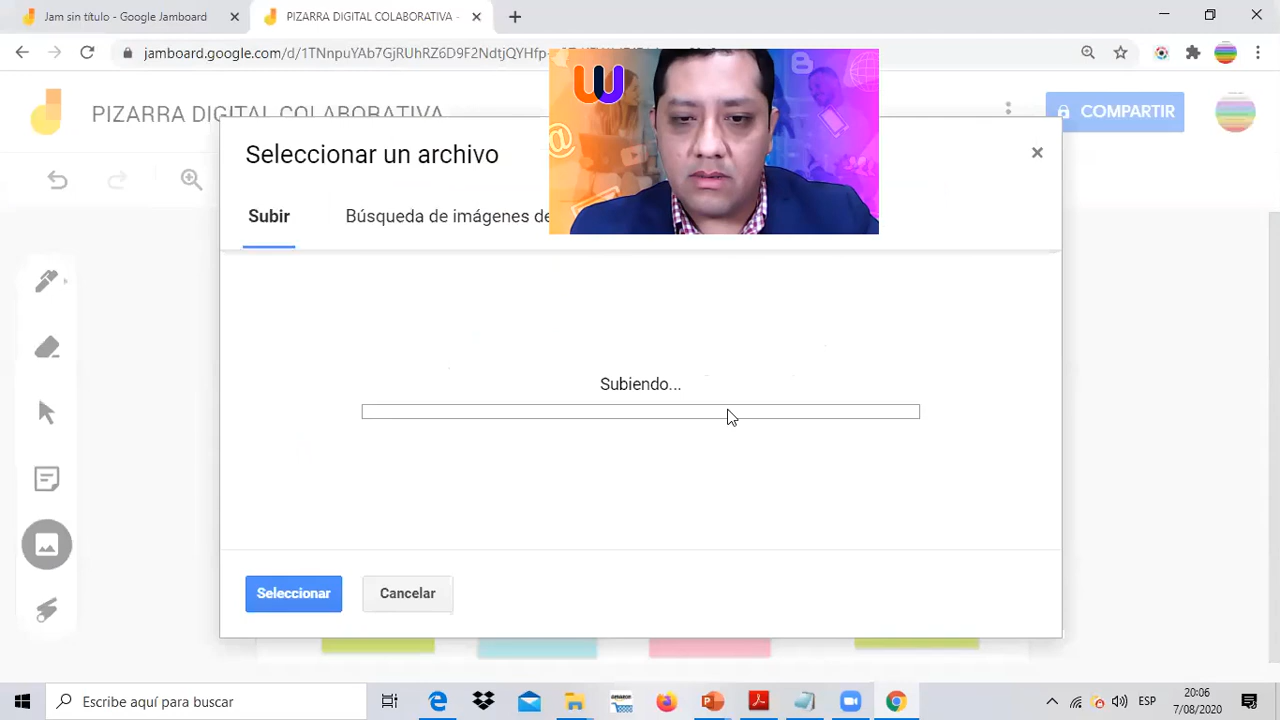 Jam sin título - Google Jamboard
PIZARRA DIGITAL COLABORATIVA -
jamboard.google.com/d/1TNnpuYAb7GjRUhRZ6D9F2NdtjQYHfp
PIZARRA DIGITAL COLABORATIVA
COMPARTIR
Seleccionar un archivo
Subir
Búsqueda de imágenes de
Subiendo...
Seleccionar
Cancelar
Escribe aquí para buscar
ESP
20:06
7/08/2020